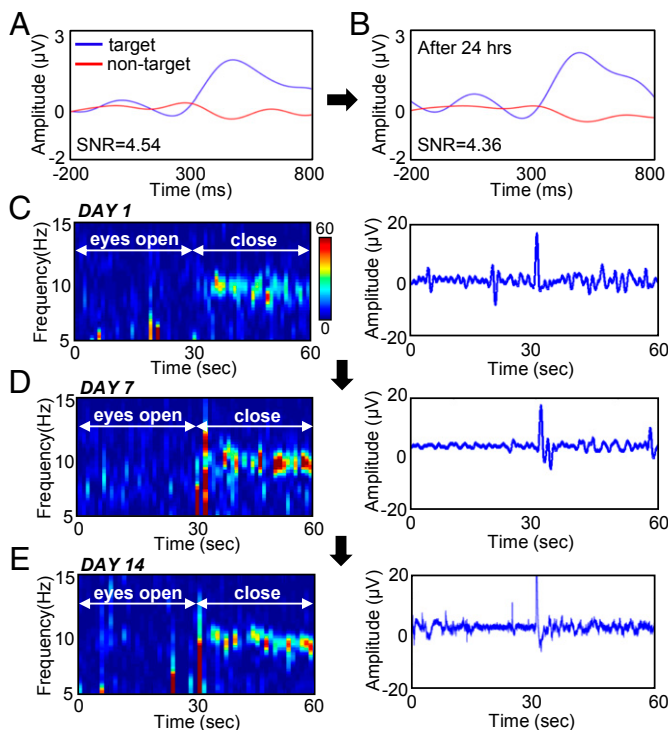 A
3
0
-2
Amplitude (µV)
target
non-target
SNR=4.54
-200
300
800
Time (ms)
B
3
0
-2
Amplitude (µV)
After 24 hrs
SNR=4.36
-200
300
800
Time (ms)
C
DAY 1
15
10
5
Frequency(Hz)
eyes open
close
60
0
0
30
60
Time (sec)
20
0
-20
Amplitude (µV)
0
30
60
Time (sec)
D
DAY 7
15
10
5
Frequency(Hz)
eyes open
close
0
30
60
Time (sec)
20
0
-20
Amplitude (µV)
0
30
60
Time (sec)
E
DAY 14
15
10
5
Frequency(Hz)
eyes open
close
0
30
60
Time (sec)
20
0
-20
Amplitude (µV)
0
30
60
Time (sec)